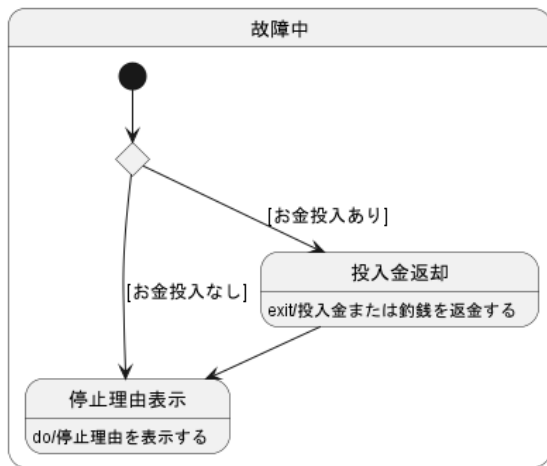 故障中
[お金投入あり]
投入金返却
exit/投入金または釣銭を返金する
[お金投入なし]
停止理由表示
do/停止理由を表示する